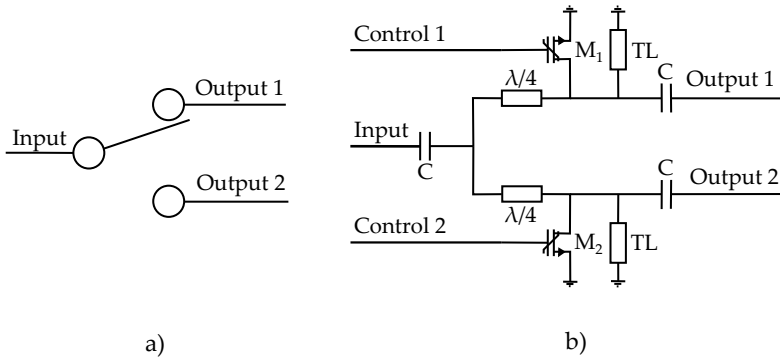 Input
Output 1
Output 2
a)
Control 1
M1
TL
λ/4
C
Output 1
Input
C
λ/4
C
Output 2
Control 2
M2
TL
b)